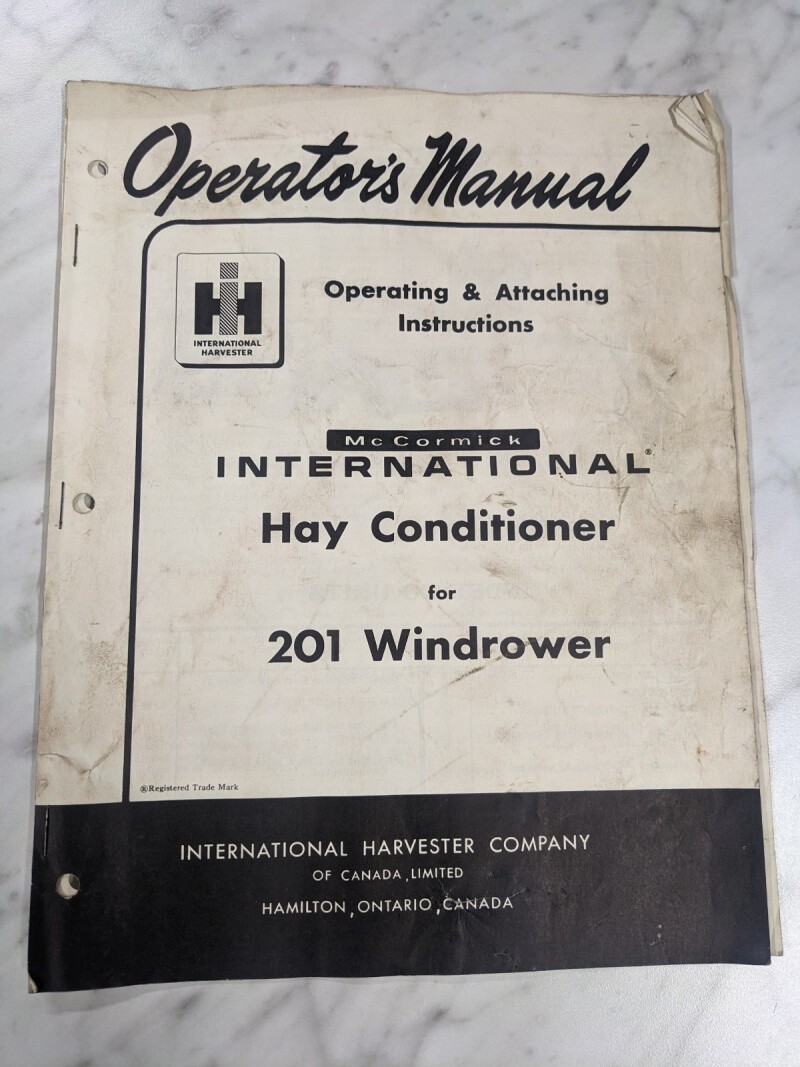 Operator's Manual
INTERNATIONAL
HARVESTER
Operating & Attaching
Instructions
McCormick
INTERNATIONAL®
Hay Conditioner
for
201 Windrower
®Registered Trade Mark
INTERNATIONAL HARVESTER COMPANY
OF CANADA, LIMITED
HAMILTON, ONTARIO, CANADA